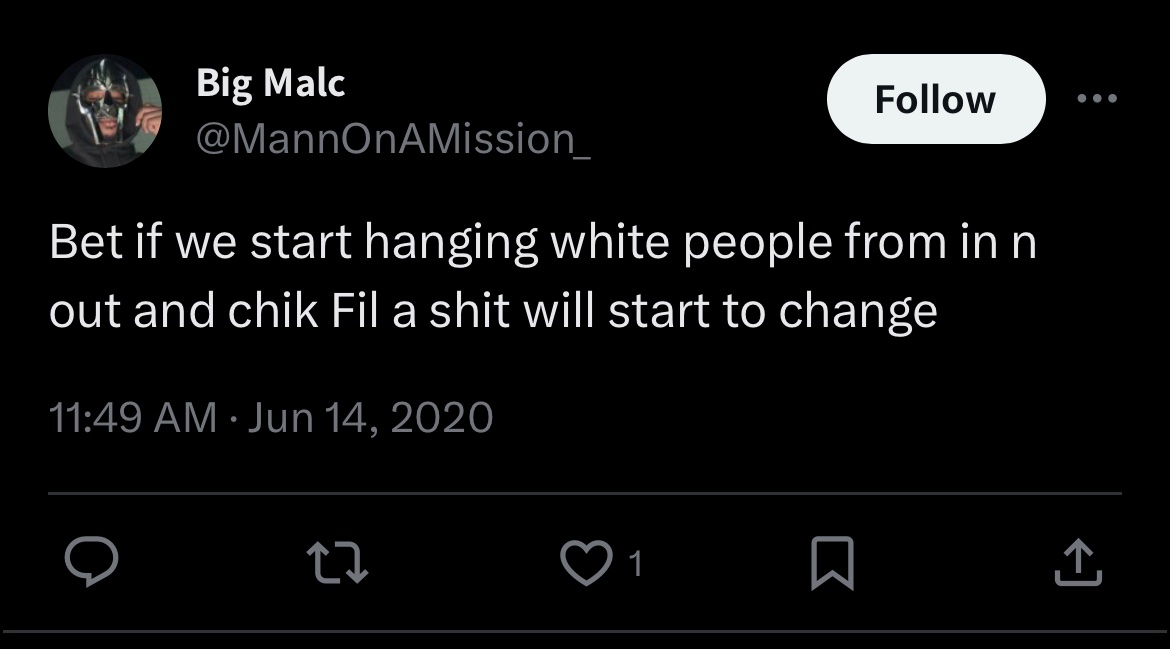 Big Malc
@MannOnAMission_
Follow
Bet if we start hanging white people from in n
out and chik Fil a shit will start to change
11:49 AM · Jun 14, 2020
1